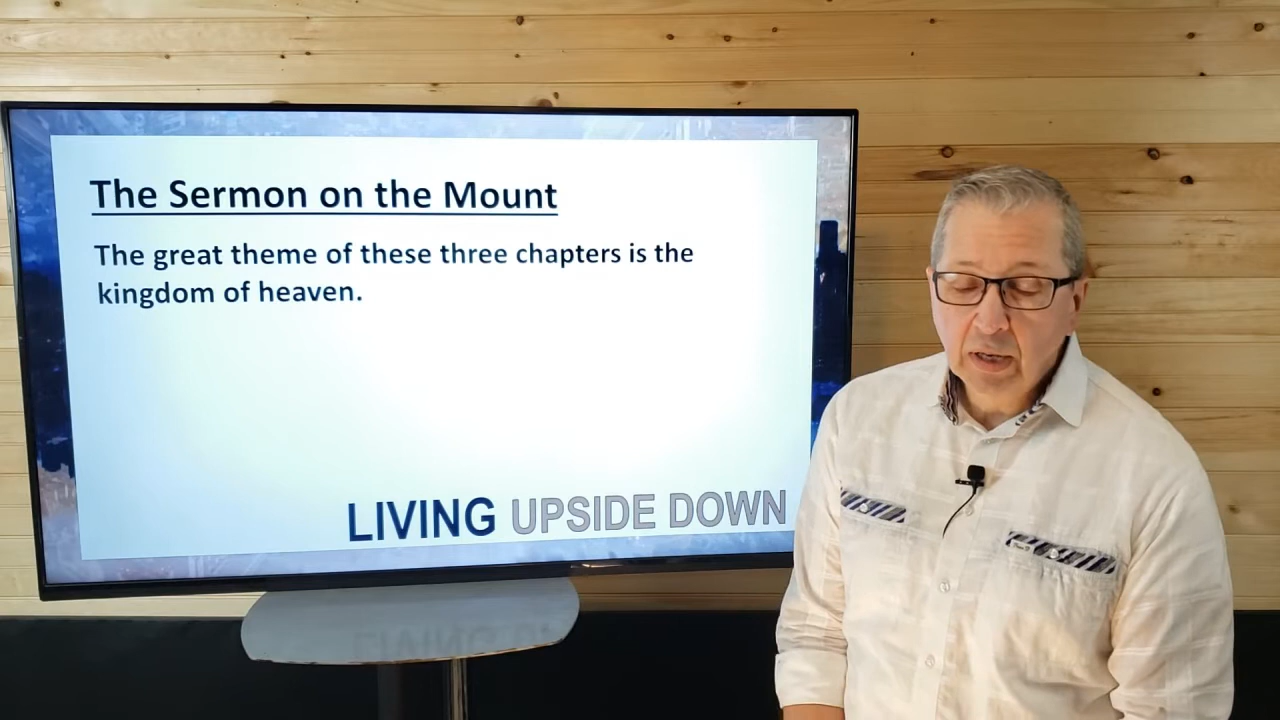 The Sermon on the Mount
The great theme of these three chapters is the
kingdom of heaven.
LIVING UPSIDE DOWN